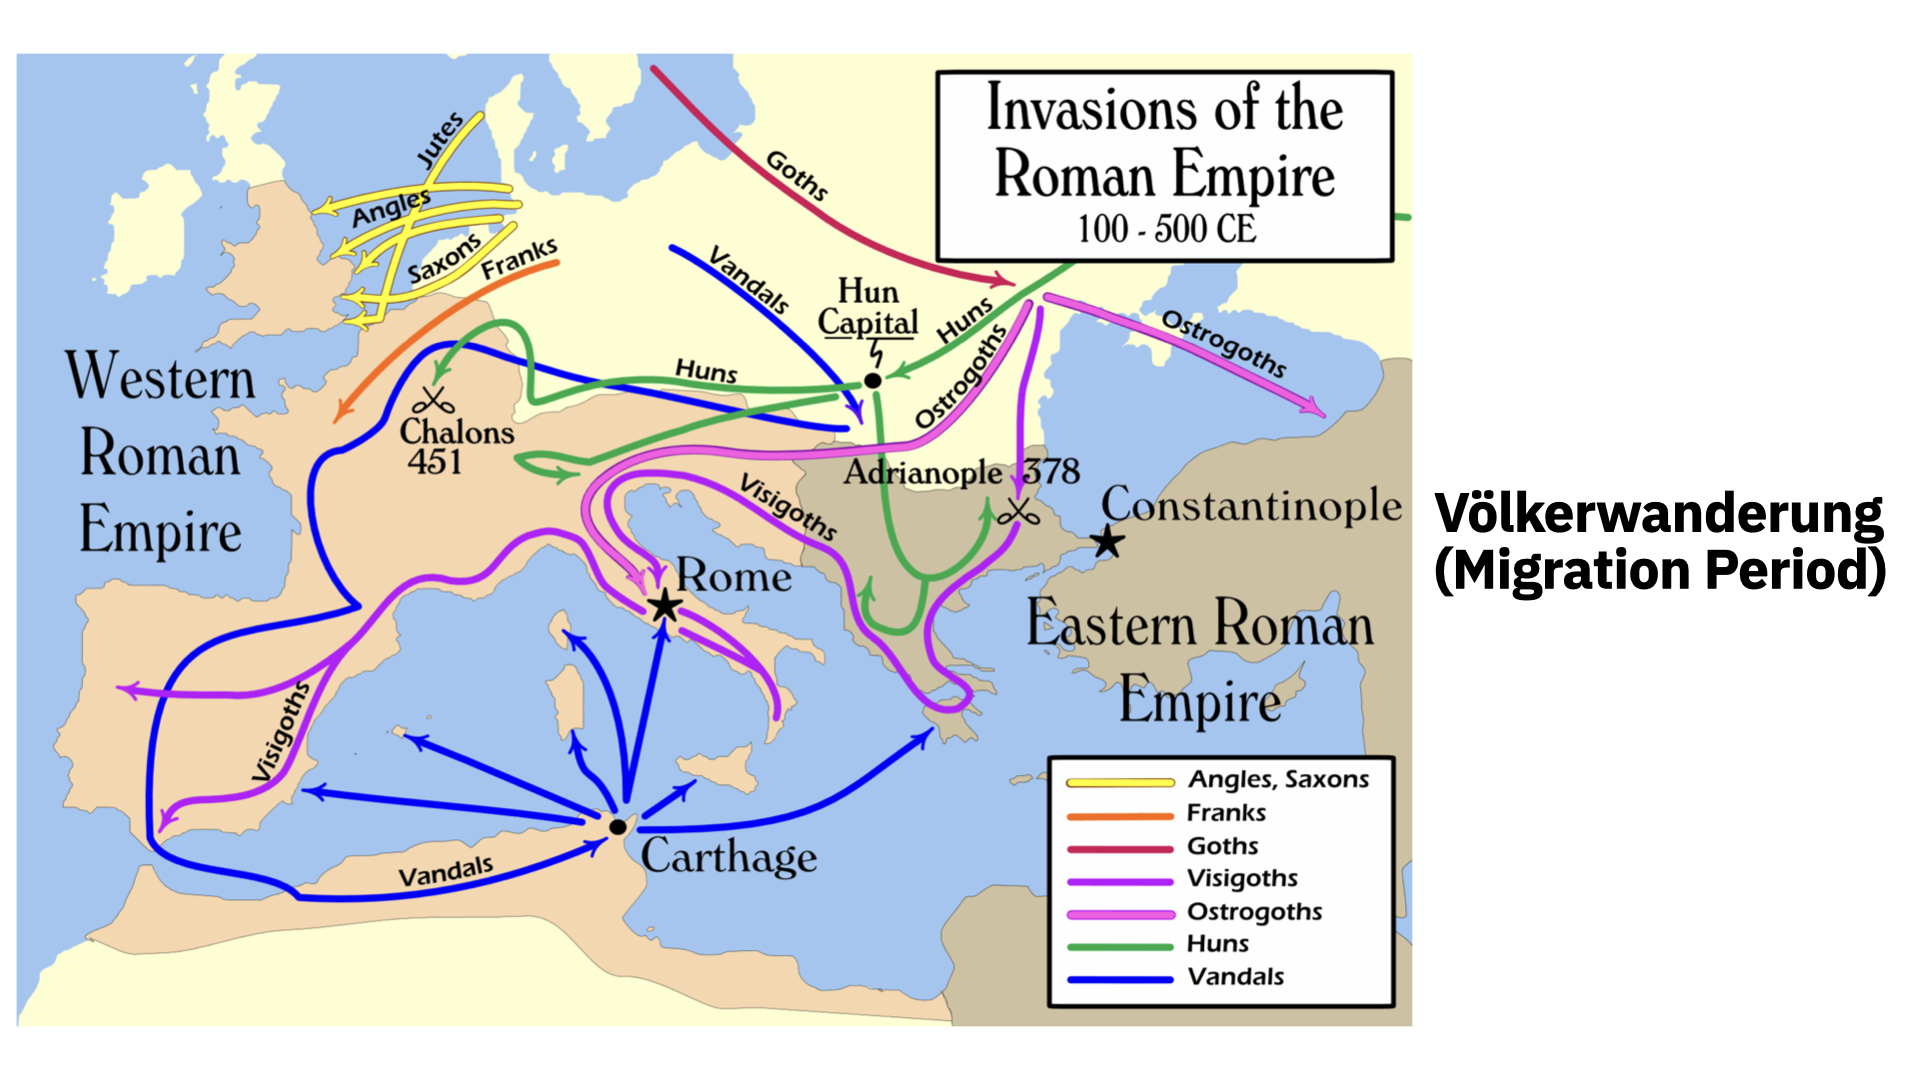 Invasions of the
Roman Empire
100 - 500 CE
Jutes
Angles
Saxons
Franks
Goths
Vandals
Hun
Capital
Huns
Ostrogoths
Ostrogoths
Huns
Western
Roman
Empire
Chalons
451
Adrianople 378
Visigoths
Constantinople
Rome
Eastern Roman
Empire
Visigoths
Vandals
Carthage
Angles, Saxons
Franks
Goths
Visigoths
Ostrogoths
Huns
Vandals
Völkerwanderung
(Migration Period)